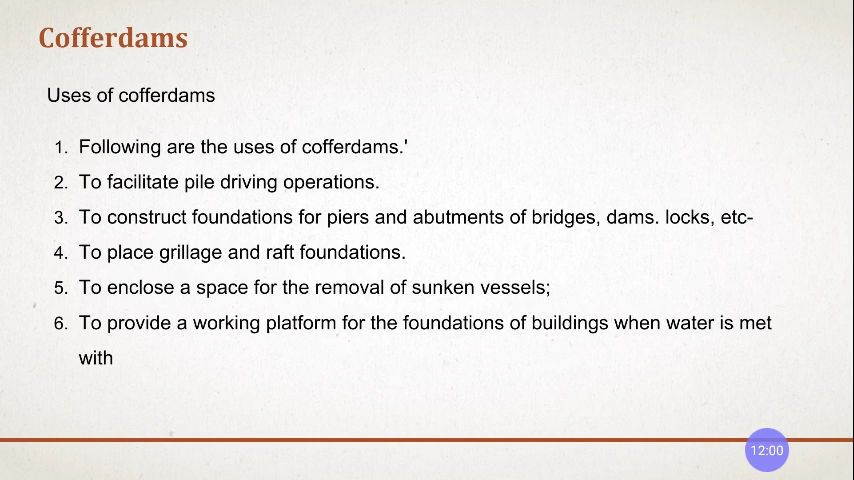 Cofferdams
Uses of cofferdams
1. Following are the uses of cofferdams.'
2. To facilitate pile driving operations.
3. To construct foundations for piers and abutments of bridges, dams. locks, etc-
4. To place grillage and raft foundations.
5. To enclose a space for the removal of sunken vessels;
6. To provide a working platform for the foundations of buildings when water is met
with
12:00